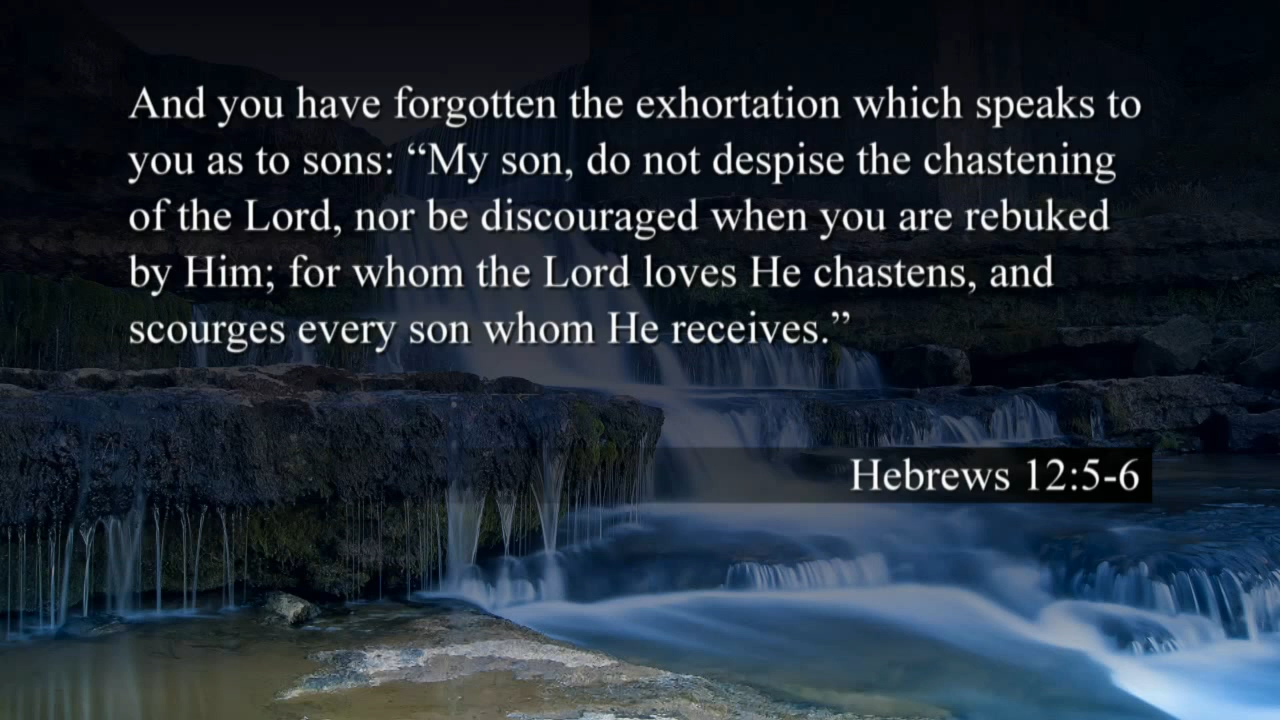 And you have forgotten the exhortation which speaks to
you as to sons: “My son, do not despise the chastening
of the Lord, nor be discouraged when you are rebuked
by Him; for whom the Lord loves He chastens, and
scourges every son whom He receives.”
Hebrews 12:5-6